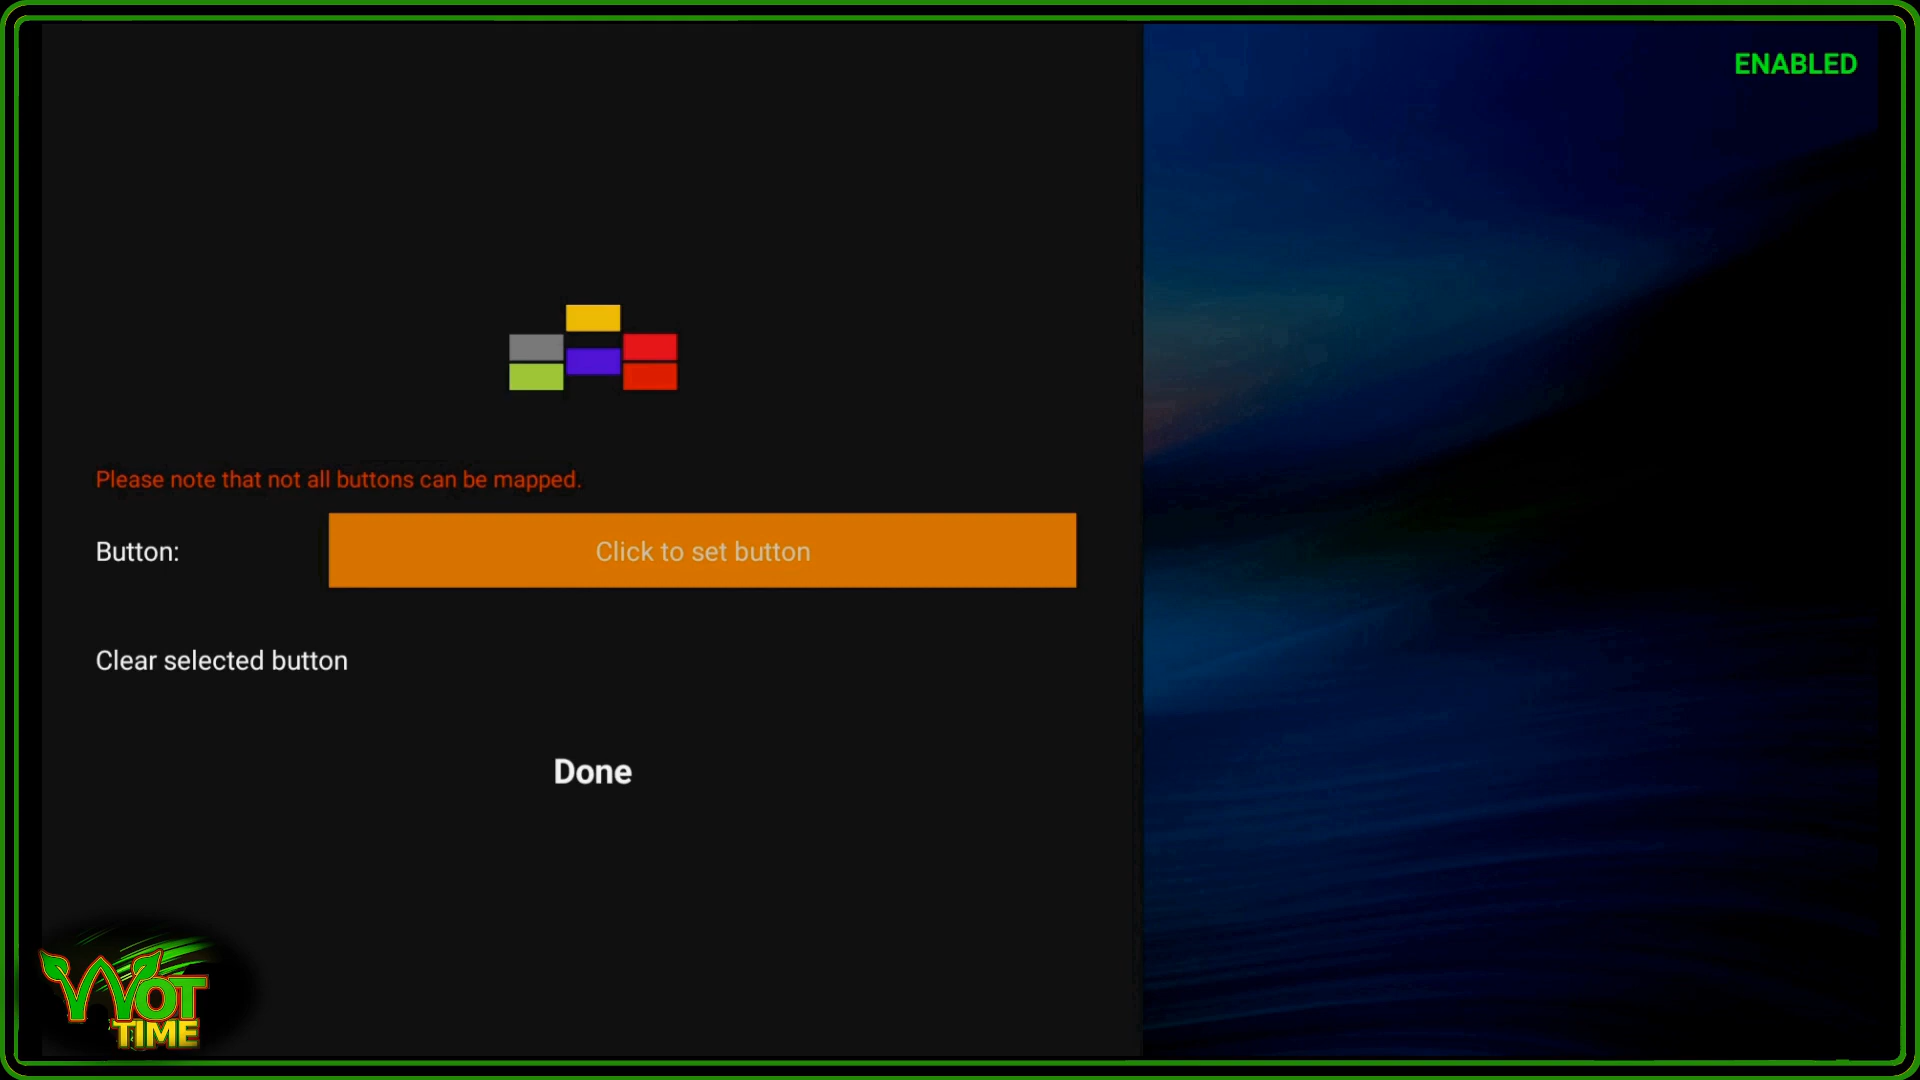 ENABLED
Please note that not all buttons can be mapped.
Button:
Click to set button
Clear selected button
Done
WOT
TIME